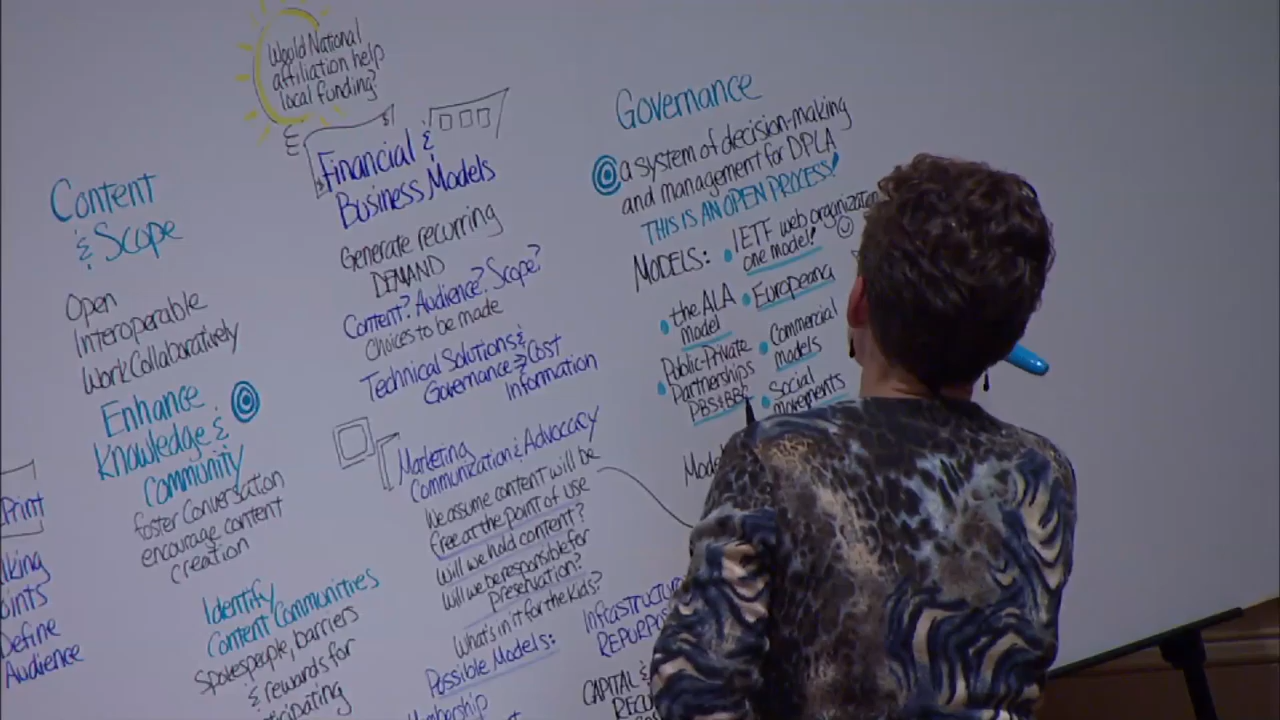 Would National
affiliation help
local funding?
Content
& Scope
Open
Interoperable
Work Collaboratively
Enhance
Knowledge &
Community
foster Conversation
encourage content
creation
Identify
Content Communities
Spokespeople, barriers
& rewards for
Print
Define
Audience
Financial &
Business Models
Generate recurring
DEMAND
Content? Audience? Scope?
Choices to be made
Technical Solutions &
Governance → Cost
Information
Marketing
Communication & Advocacy
We assume content will be
free at the point of use
Will we hold content?
Will we be responsible for
preservation?
What's in it for the kids?
Possible Models:
Governance
a system of decision-making
and management for DPLA
THIS IS AN OPEN PROCESS!
MODELS:
IETF web organization
one model!
the ALA
model
Europeana
Public-Private
Partnerships
PBS & BBC
Commercial
models
Social
movements
CAPITAL &